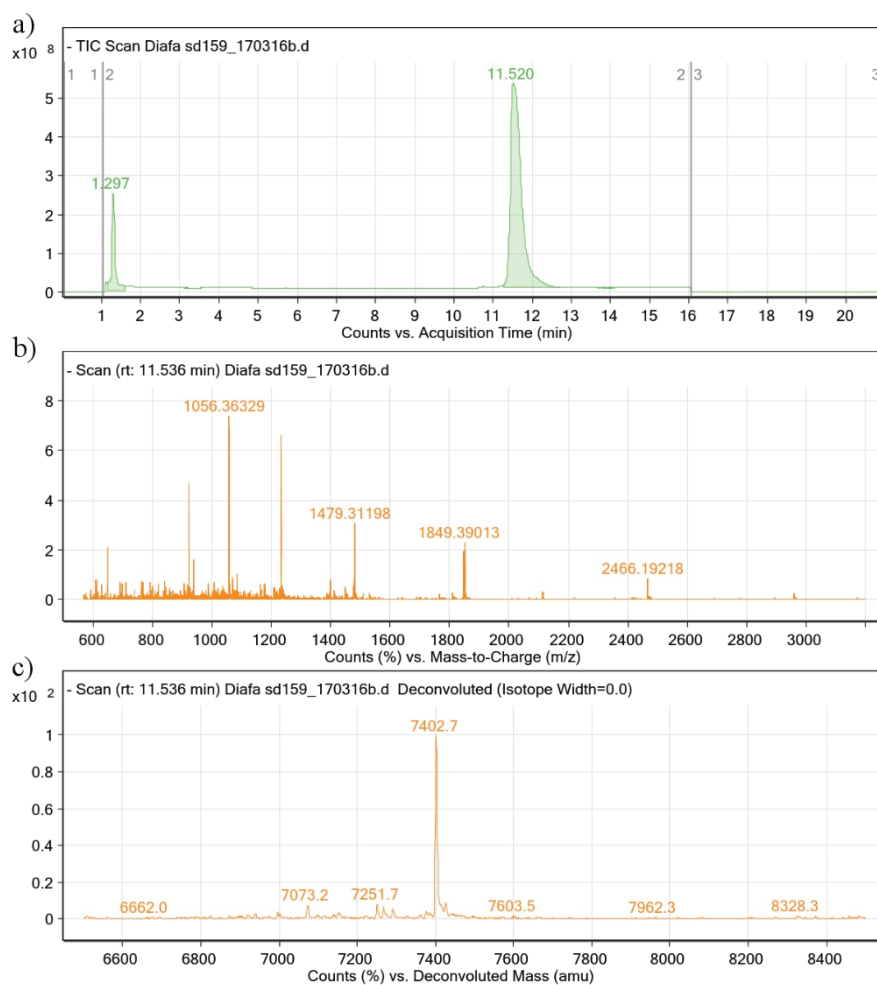 a)
x10 8
- TIC Scan Diafa sd159_170316b.d
1 1 2 2 3 3
11.520
1.297
5
4
3
2
1
0
1 2 3 4 5 6 7 8 9 10 11 12 13 14 15 16 17 18 19 20
Counts vs. Acquisition Time (min)
b)
- Scan (rt: 11.536 min) Diafa sd159_170316b.d
8
6
4
2
0
1056.36329
1479.31198
1849.39013
2466.19218
600 800 1000 1200 1400 1600 1800 2000 2200 2400 2600 2800 3000
Counts (%) vs. Mass-to-Charge (m/z)
c)
x10 2
- Scan (rt: 11.536 min) Diafa sd159_170316b.d Deconvoluted (Isotope Width=0.0)
7402.7
1
0.8
0.6
0.4
0.2
0
6662.0 7073.2 7251.7 7603.5 7962.3 8328.3
6600 6800 7000 7200 7400 7600 7800 8000 8200 8400
Counts (%) vs. Deconvoluted Mass (amu)